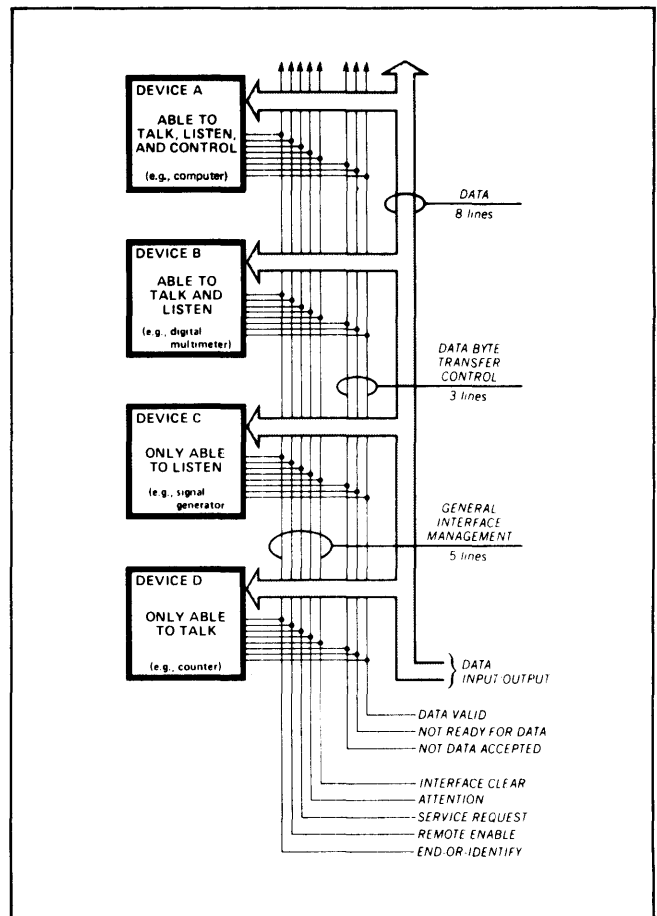 DEVICE A
ABLE TO
TALK, LISTEN,
AND CONTROL
(e.g., computer)
DATA
8 lines
DEVICE B
ABLE TO
TALK AND
LISTEN
(e.g., digital
multimeter)
DATA BYTE
TRANSFER
CONTROL
3 lines
DEVICE C
ONLY ABLE
TO LISTEN
(e.g., signal
generator
GENERAL
INTERFACE
MANAGEMENT
5 lines
DEVICE D
ONLY ABLE
TO TALK
(e.g., counter)
DATA
INPUT/OUTPUT
DATA VALID
NOT READY FOR DATA
NOT DATA ACCEPTED
INTERFACE CLEAR
ATTENTION
SERVICE REQUEST
REMOTE ENABLE
END-OR-IDENTIFY